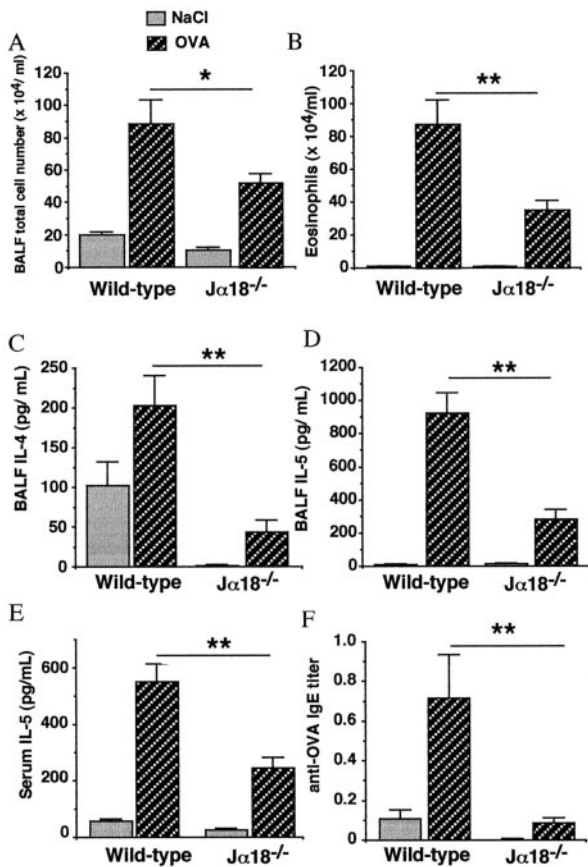 NaCl
OVA
A
BALF total cell number (x 10⁴/ ml)
120
100
80
60
40
20
0
*
Wild-type
Jα18⁻/⁻
B
Eosinophils (x 10⁴/ml)
120
100
80
60
40
20
0
**
Wild-type
Jα18⁻/⁻
C
BALF IL-4 (pg/ mL)
250
200
150
100
50
0
**
Wild-type
Jα18⁻/⁻
D
BALF IL-5 (pg/ mL)
1200
1000
800
600
400
200
0
**
Wild-type
Jα18⁻/⁻
E
Serum IL-5 (pg/mL)
600
400
200
0
**
Wild-type
Jα18⁻/⁻
F
anti-OVA IgE titer
1.0
0.8
0.6
0.4
0.2
0
**
Wild-type
Jα18⁻/⁻